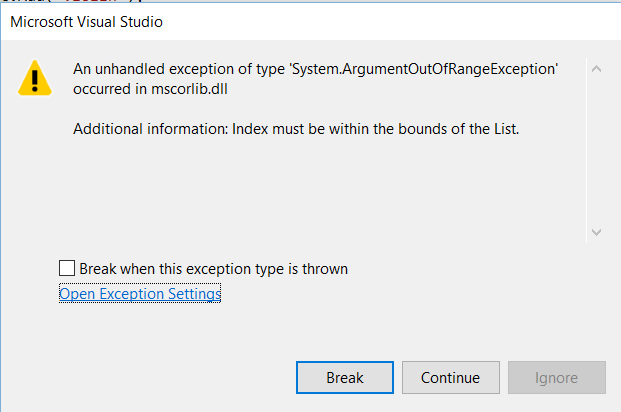 Microsoft Visual Studio
An unhandled exception of type 'System.ArgumentOutOfRangeException'
occurred in mscorlib.dll
Additional information: Index must be within the bounds of the List.
Break when this exception type is thrown
Open Exception Settings
Break
Continue
Ignore